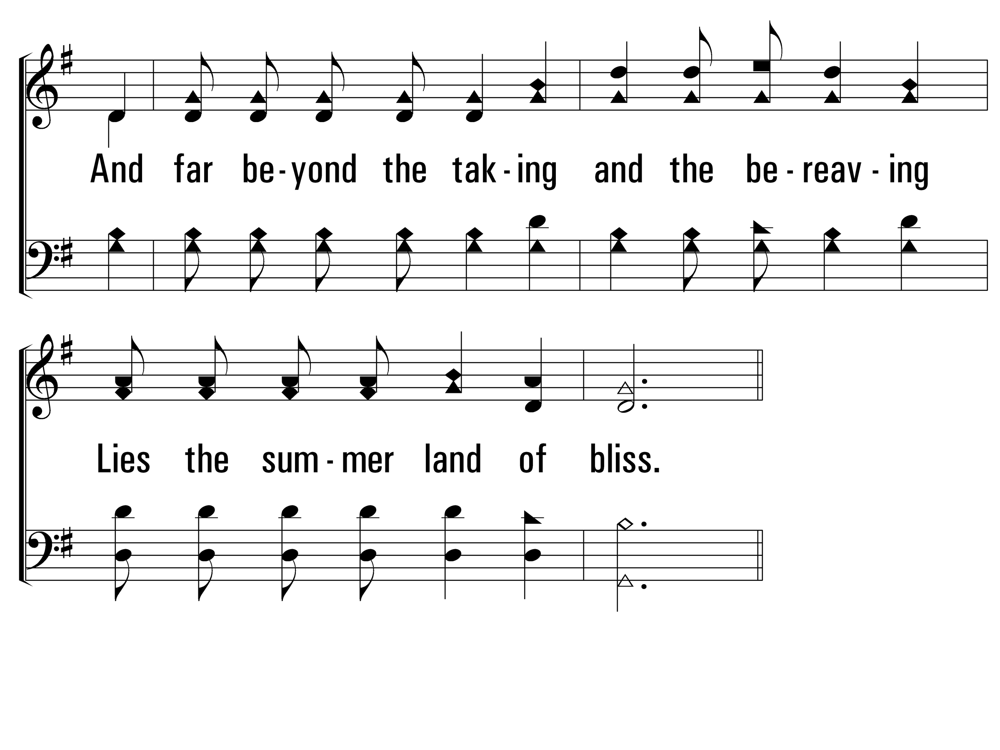 And far be-yond the tak-ing and the be-reav-ing
Lies the sum-mer land of bliss.